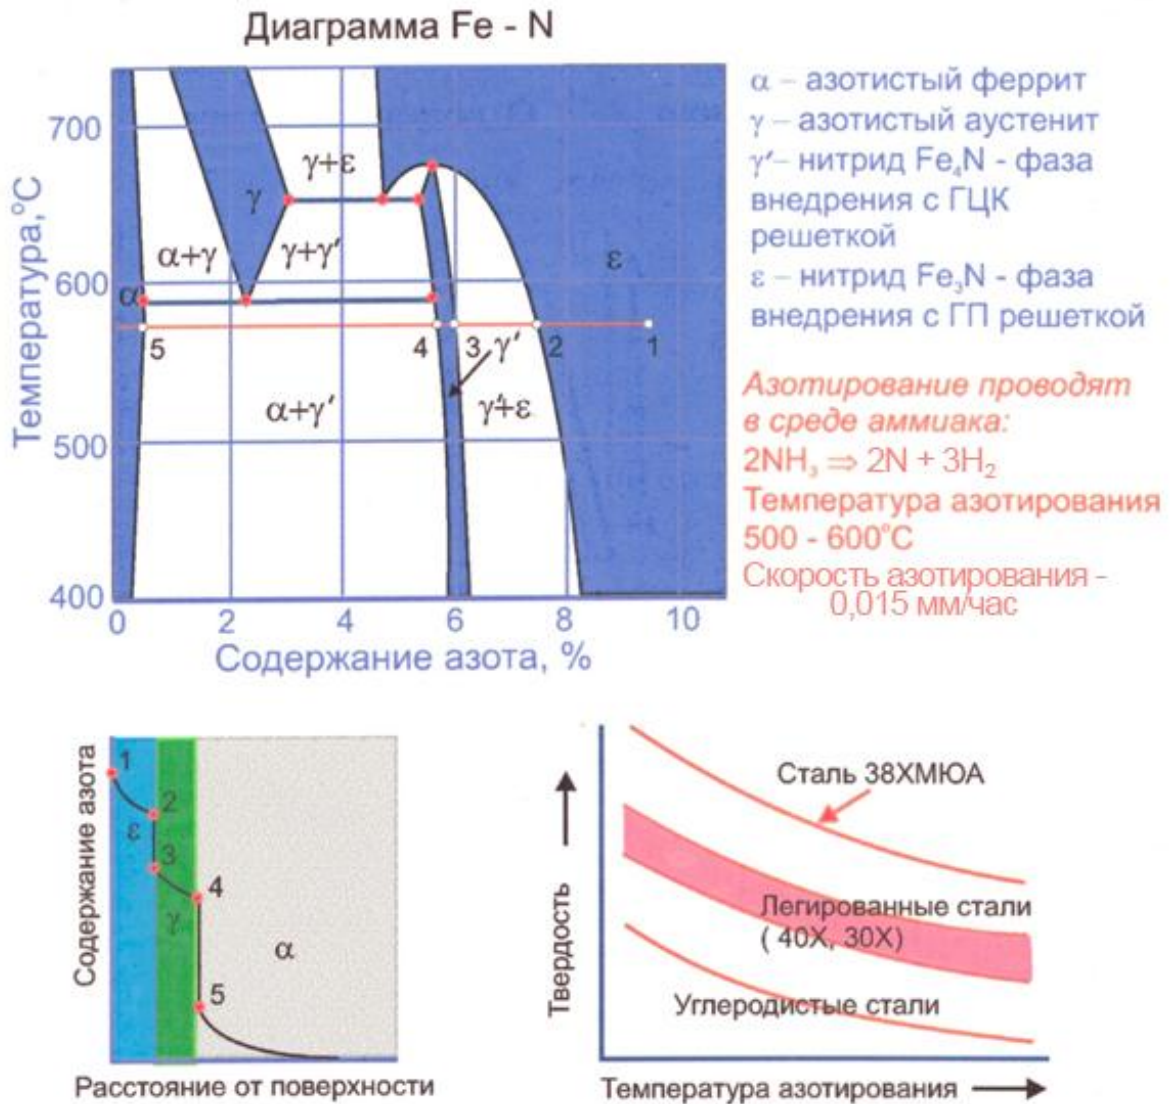 Диаграмма Fe - N
Температура,°С
700
600
500
400
0 2 4 6 8 10
Содержание азота, %
γ+ε
γ
α+γ
γ+γ′
ε
α
5 4 3 γ′ 2 1
α+γ′
γ′+ε
α – азотистый феррит
γ – азотистый аустенит
γ′– нитрид Fe₄N - фаза
внедрения с ГЦК
решеткой
ε – нитрид Fe₃N - фаза
внедрения с ГП решеткой
Азотирование проводят
в среде аммиака:
2NH₃ ⇒ 2N + 3H₂
Температура азотирования
500 - 600°С
Скорость азотирования -
0,015 мм/час
Содержание азота
1
2
ε
3
4
γ
α
5
Расстояние от поверхности
Твердость
Сталь 38ХМЮА
Легированные стали
( 40Х, 30Х)
Углеродистые стали
Температура азотирования